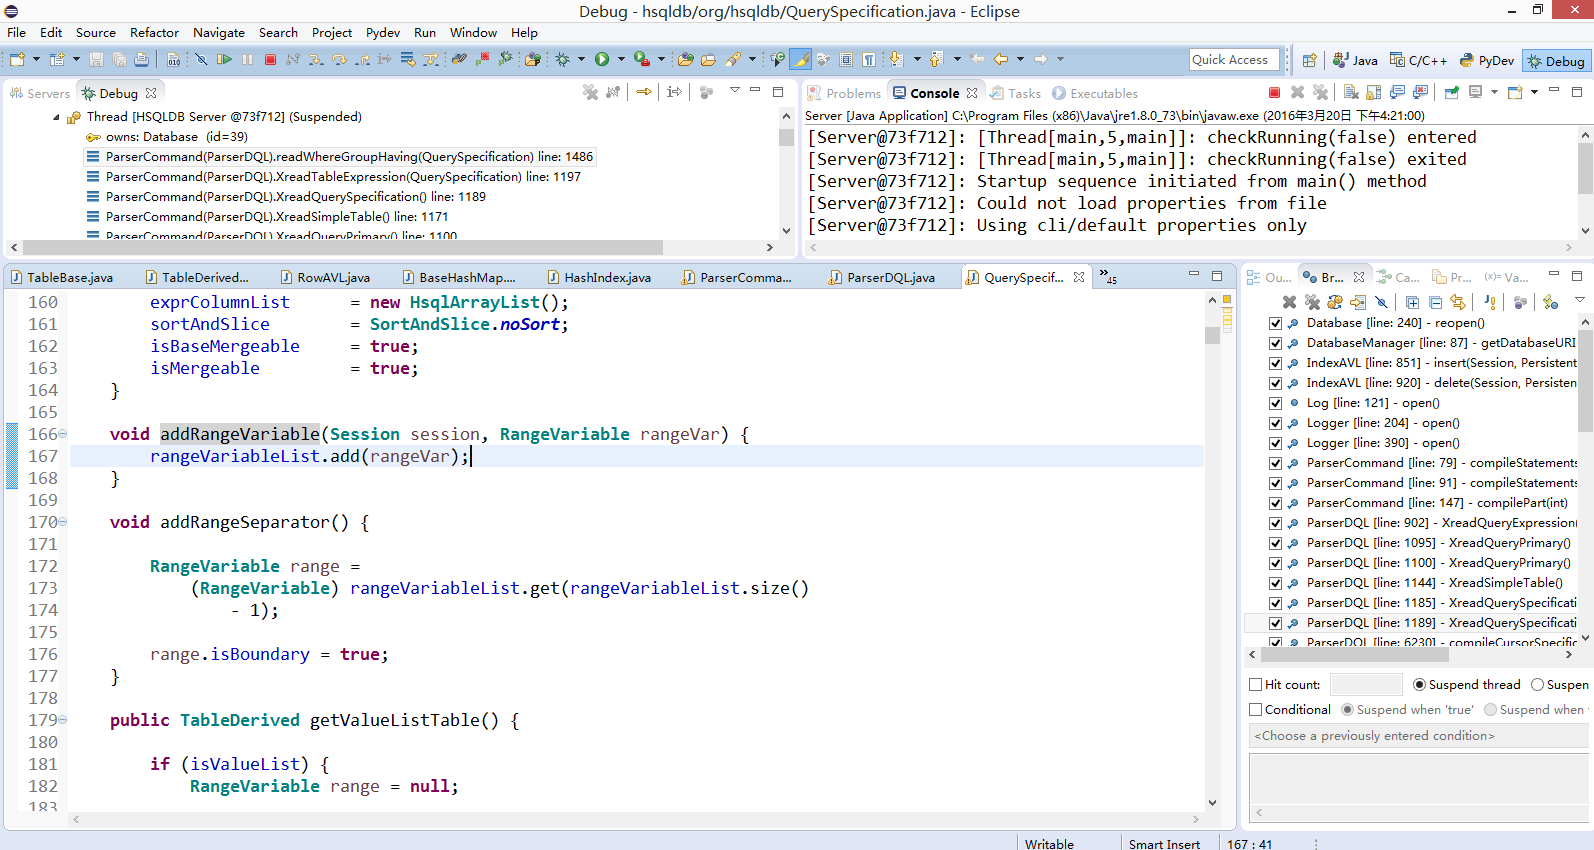 Debug - hsqldb/org/hsqldb/QuerySpecification.java - Eclipse
File Edit Source Refactor Navigate Search Project Pydev Run Window Help
Quick Access Java C/C++ PyDev Debug
Servers Debug
Thread [HSQLDB Server @73f712] (Suspended)
owns: Database (id=39)
ParserCommand(ParserDQL).readWhereGroupHaving(QuerySpecification) line: 1486
ParserCommand(ParserDQL).XreadTableExpression(QuerySpecification) line: 1197
ParserCommand(ParserDQL).XreadQuerySpecification() line: 1189
ParserCommand(ParserDQL).XreadSimpleTable() line: 1171
ParserCommand(ParserDQL).XreadQueryPrimary() line: 1100
Problems Console Tasks Executables
Server [Java Application] C:\Program Files (x86)\Java\jre1.8.0_73\bin\javaw.exe (2016年3月20日 下午4:21:00)
[Server@73f712]: [Thread[main,5,main]]: checkRunning(false) entered
[Server@73f712]: [Thread[main,5,main]]: checkRunning(false) exited
[Server@73f712]: Startup sequence initiated from main() method
[Server@73f712]: Could not load properties from file
[Server@73f712]: Using cli/default properties only
TableBase.java TableDerived... RowAVL.java BaseHashMap.... HashIndex.java ParserComma... ParserDQL.java QuerySpecif... »45
160 exprColumnList = new HsqlArrayList();
161 sortAndSlice = SortAndSlice.noSort;
162 isBaseMergeable = true;
163 isMergeable = true;
164 }
165
166 void addRangeVariable(Session session, RangeVariable rangeVar) {
167 rangeVariableList.add(rangeVar);
168 }
169
170 void addRangeSeparator() {
171
172 RangeVariable range =
173 (RangeVariable) rangeVariableList.get(rangeVariableList.size()
174 - 1);
175
176 range.isBoundary = true;
177 }
178
179 public TableDerived getValueListTable() {
180
181 if (isValueList) {
182 RangeVariable range = null;
183
Ou... Br... Ca... Pr... (x)= Va...
Database [line: 240] - reopen()
DatabaseManager [line: 87] - getDatabaseURI
IndexAVL [line: 851] - insert(Session, Persistent
IndexAVL [line: 920] - delete(Session, Persisten
Log [line: 121] - open()
Logger [line: 204] - open()
Logger [line: 390] - open()
ParserCommand [line: 79] - compileStatements
ParserCommand [line: 91] - compileStatements
ParserCommand [line: 147] - compilePart(int)
ParserDQL [line: 902] - XreadQueryExpression(
ParserDQL [line: 1095] - XreadQueryPrimary()
ParserDQL [line: 1100] - XreadQueryPrimary()
ParserDQL [line: 1144] - XreadSimpleTable()
ParserDQL [line: 1185] - XreadQuerySpecificati
ParserDQL [line: 1189] - XreadQuerySpecificati
ParserDQL [line: 6230] - compileCursorSpecific
Hit count: Suspend thread Suspen
Conditional Suspend when 'true' Suspend when
<Choose a previously entered condition>
Writable Smart Insert 167 : 41